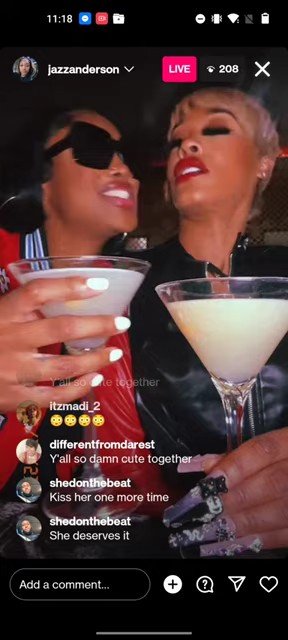 11:18
jazzanderson
LIVE
208
Y'all so cute together
itzmadi_2
differentfromdarest
Y'all so damn cute together
shedonthebeat
Kiss her one more time
shedonthebeat
She deserves it
Add a comment...